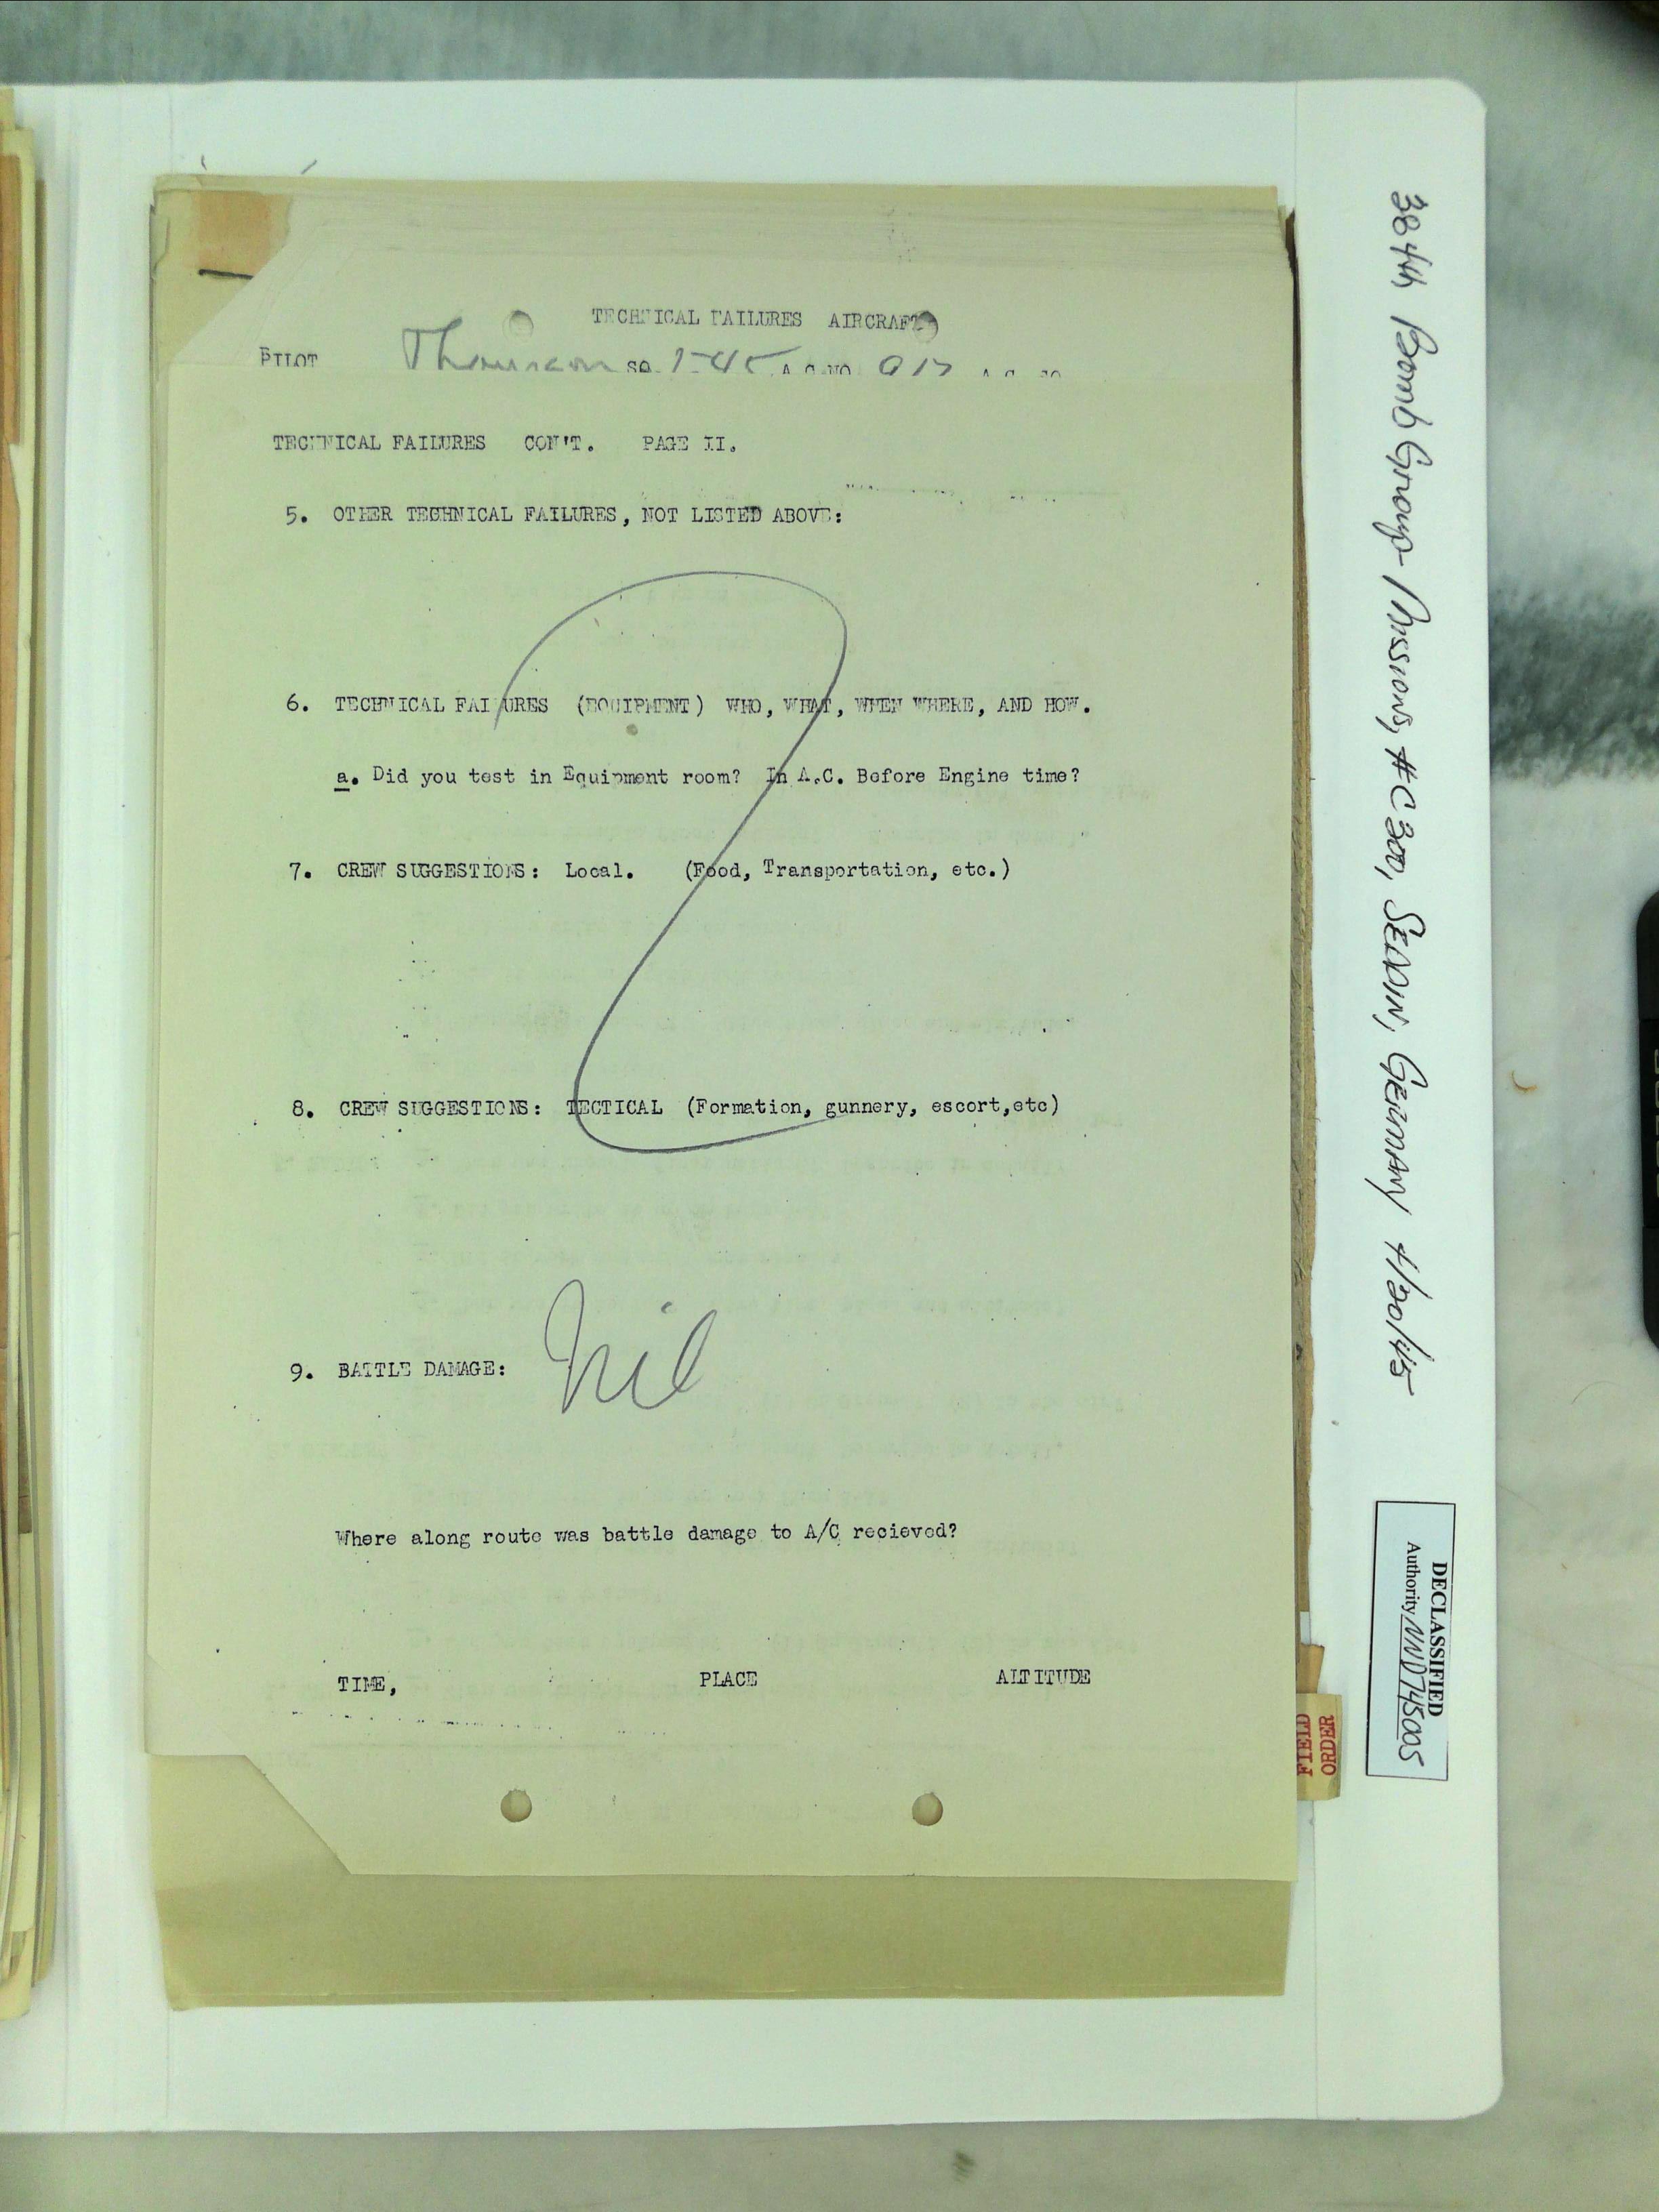 TECHNICAL FAILURES AIRCRAFT
PILOT SQ. A.C.NO. 017
TECHNICAL FAILURES CON'T. PAGE II.
5. OTHER TECHNICAL FAILURES, NOT LISTED ABOVE:
6. TECHNICAL FAILURES (EQUIPMENT) WHO, WHAT, WHEN WHERE, AND HOW.
a. Did you test in Equipment room? In A.C. Before Engine time?
7. CREW SUGGESTIONS: Local. (Food, Transportation, etc.)
8. CREW SUGGESTIONS: TECTICAL (Formation, gunnery, escort,etc)
9. BATTLE DAMAGE: Nil
Where along route was battle damage to A/C recieved?
TIME, PLACE ALTITUDE
FIELD
ORDER
384th Bomb Group - Missions, #C300, Germany 4/20/45
DECLASSIFIED
Authority NND745005